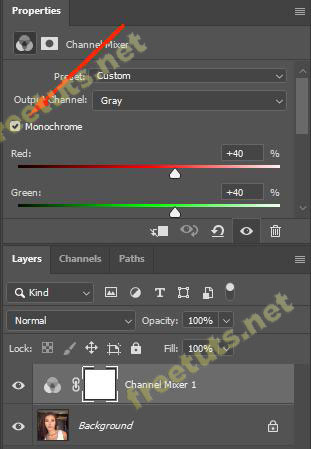 Properties
Channel Mixer
Preset: Custom
Output Channel: Gray
Monochrome
Red: +40 %
Green: +40 %
Layers Channels Paths
Kind
Normal Opacity: 100%
Lock: Fill: 100%
Channel Mixer 1
Background
freetuts.net
freetuts.net